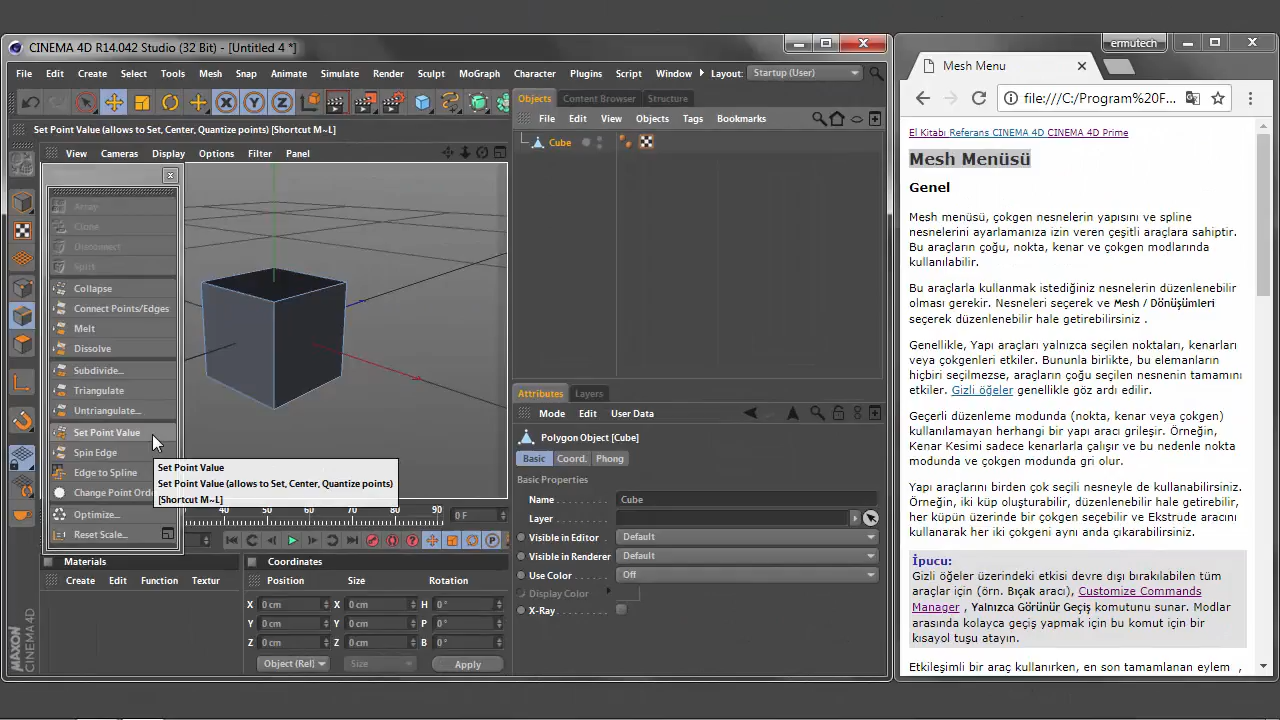 CINEMA 4D R14.042 Studio (32 Bit) - [Untitled 4 *]
File Edit Create Select Tools Mesh Snap Animate Simulate Render Sculpt MoGraph Character Plugins Script Window Layout: Startup (User)
X Y Z
Set Point Value (allows to Set, Center, Quantize points) [Shortcut M~L]
View Cameras Display Options Filter Panel
Array
Clone
Disconnect
Split
Collapse
Connect Points/Edges
Melt
Dissolve
Subdivide...
Triangulate
Untriangulate...
Set Point Value
Spin Edge
Edge to Spline
Change Point Ord
Optimize...
Reset Scale...
Set Point Value
Set Point Value (allows to Set, Center, Quantize points)
[Shortcut M~L]
40 50 60 70 80 90 0 F
Materials
Create Edit Function Textur
Coordinates
Position Size Rotation
X 0 cm X 0 cm H 0 °
Y 0 cm Y 0 cm P 0 °
Z 0 cm Z 0 cm B 0 °
Object (Rel) Size Apply
MAXON
CINEMA 4D
Objects Content Browser Structure
File Edit View Objects Tags Bookmarks
Cube
Attributes Layers
Mode Edit User Data
Polygon Object [Cube]
Basic Coord. Phong
Basic Properties
Name Cube
Layer
Visible in Editor Default
Visible in Renderer Default
Use Color Off
Display Color
X-Ray
ermutech
Mesh Menu
file:///C:/Program%20F...
El Kitabı Referans CINEMA 4D CINEMA 4D Prime
Mesh Menüsü
Genel
Mesh menüsü, çokgen nesnelerin yapısını ve spline
nesnelerini ayarlamanıza izin veren çeşitli araçlara sahiptir.
Bu araçların çoğu, nokta, kenar ve çokgen modlarında
kullanılabilir.
Bu araçlarla kullanmak istediğiniz nesnelerin düzenlenebilir
olması gerekir. Nesneleri seçerek ve Mesh / Dönüşümleri
seçerek düzenlenebilir hale getirebilirsiniz .
Genellikle, Yapı araçları yalnızca seçilen noktaları, kenarları
veya çokgenleri etkiler. Bununla birlikte, bu elemanların
hiçbiri seçilmezse, araçların çoğu seçilen nesnenin tamamını
etkiler. Gizli öğeler genellikle göz ardı edilir.
Geçerli düzenleme modunda (nokta, kenar veya çokgen)
kullanılamayan herhangi bir yapı aracı grileşir. Örneğin,
Kenar Kesimi sadece kenarlarla çalışır ve bu nedenle nokta
modunda ve çokgen modunda gri olur.
Yapı araçlarını birden çok seçili nesneyle de kullanabilirsiniz.
Örneğin, iki küp oluşturabilir, düzenlenebilir hale getirebilir,
her küpün üzerinde bir çokgen seçebilir ve Ekstrude aracını
kullanarak her iki çokgeni aynı anda çıkarabilirsiniz.
İpucu:
Gizli öğeler üzerindeki etkisi devre dışı bırakılabilen tüm
araçlar için (örn. Bıçak aracı), Customize Commands
Manager , Yalnızca Görünür Geçiş komutunu sunar. Modlar
arasında kolayca geçiş yapmak için bu komut için bir
kısayol tuşu atayın.
Etkileşimli bir araç kullanırken, en son tamamlanan eylem ,